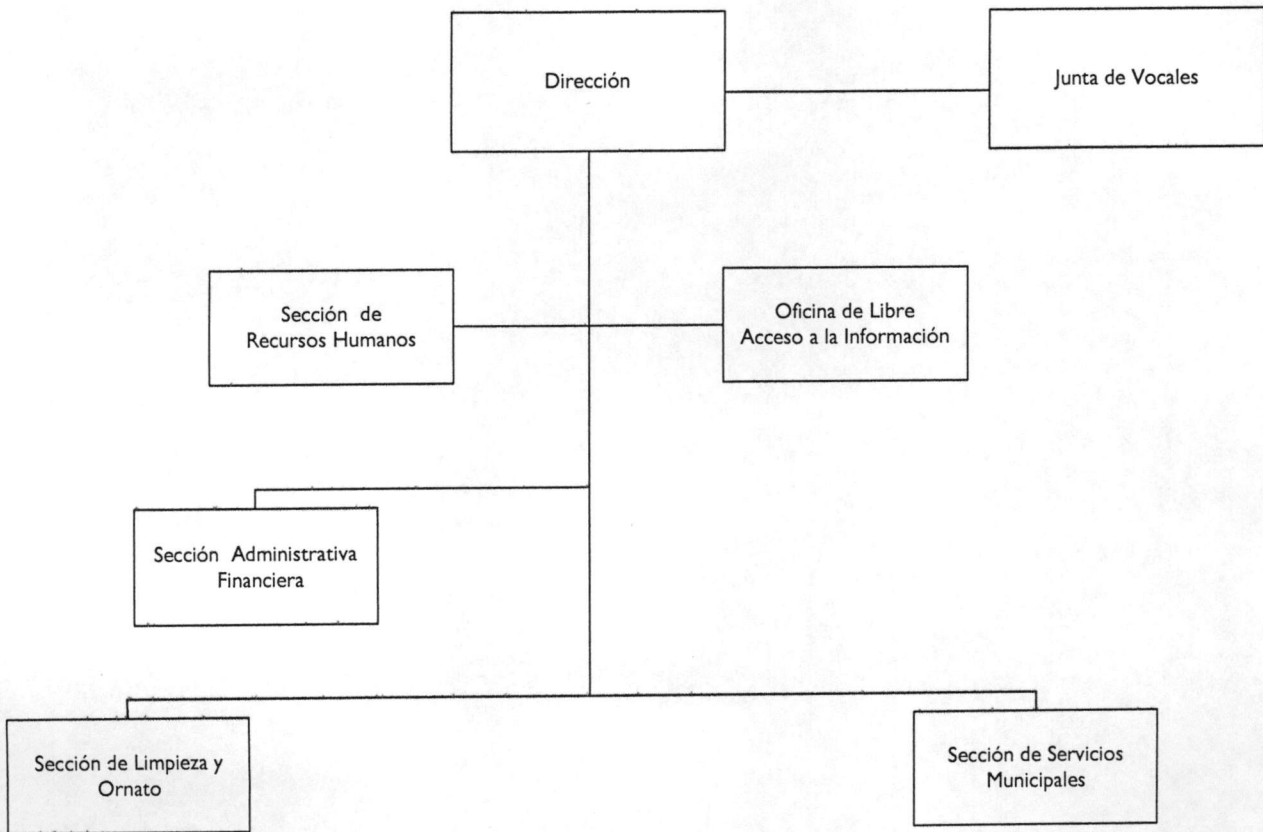 Dirección
Junta de Vocales
Sección de
Recursos Humanos
Oficina de Libre
Acceso a la Información
Sección Administrativa
Financiera
Sección de Limpieza y
Ornato
Sección de Servicios
Municipales